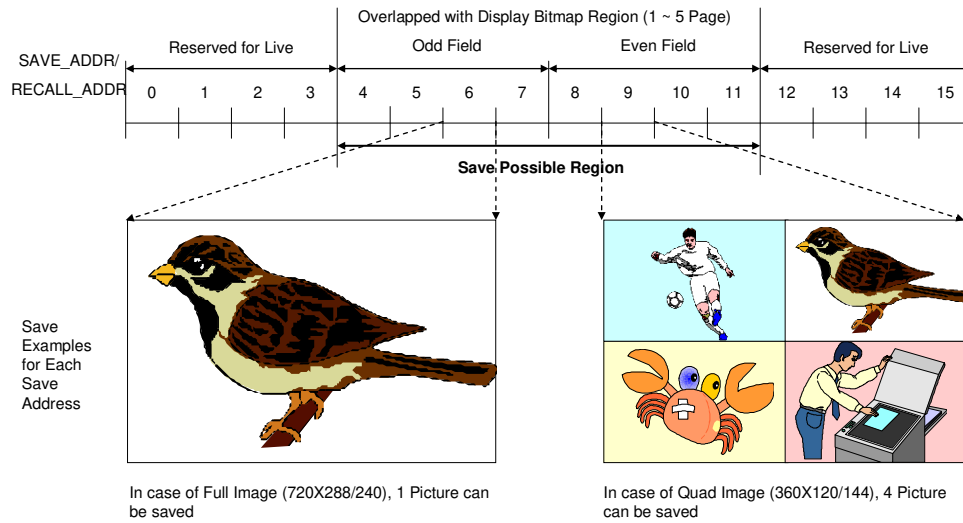 Overlapped with Display Bitmap Region (1 ~ 5 Page)
Reserved for Live
Odd Field
Even Field
Reserved for Live
SAVE_ADDR/
RECALL_ADDR
0 1 2 3 4 5 6 7 8 9 10 11 12 13 14 15
Save Possible Region
Save
Examples
for Each
Save
Address
In case of Full Image (720X288/240), 1 Picture can
be saved
In case of Quad Image (360X120/144), 4 Picture
can be saved